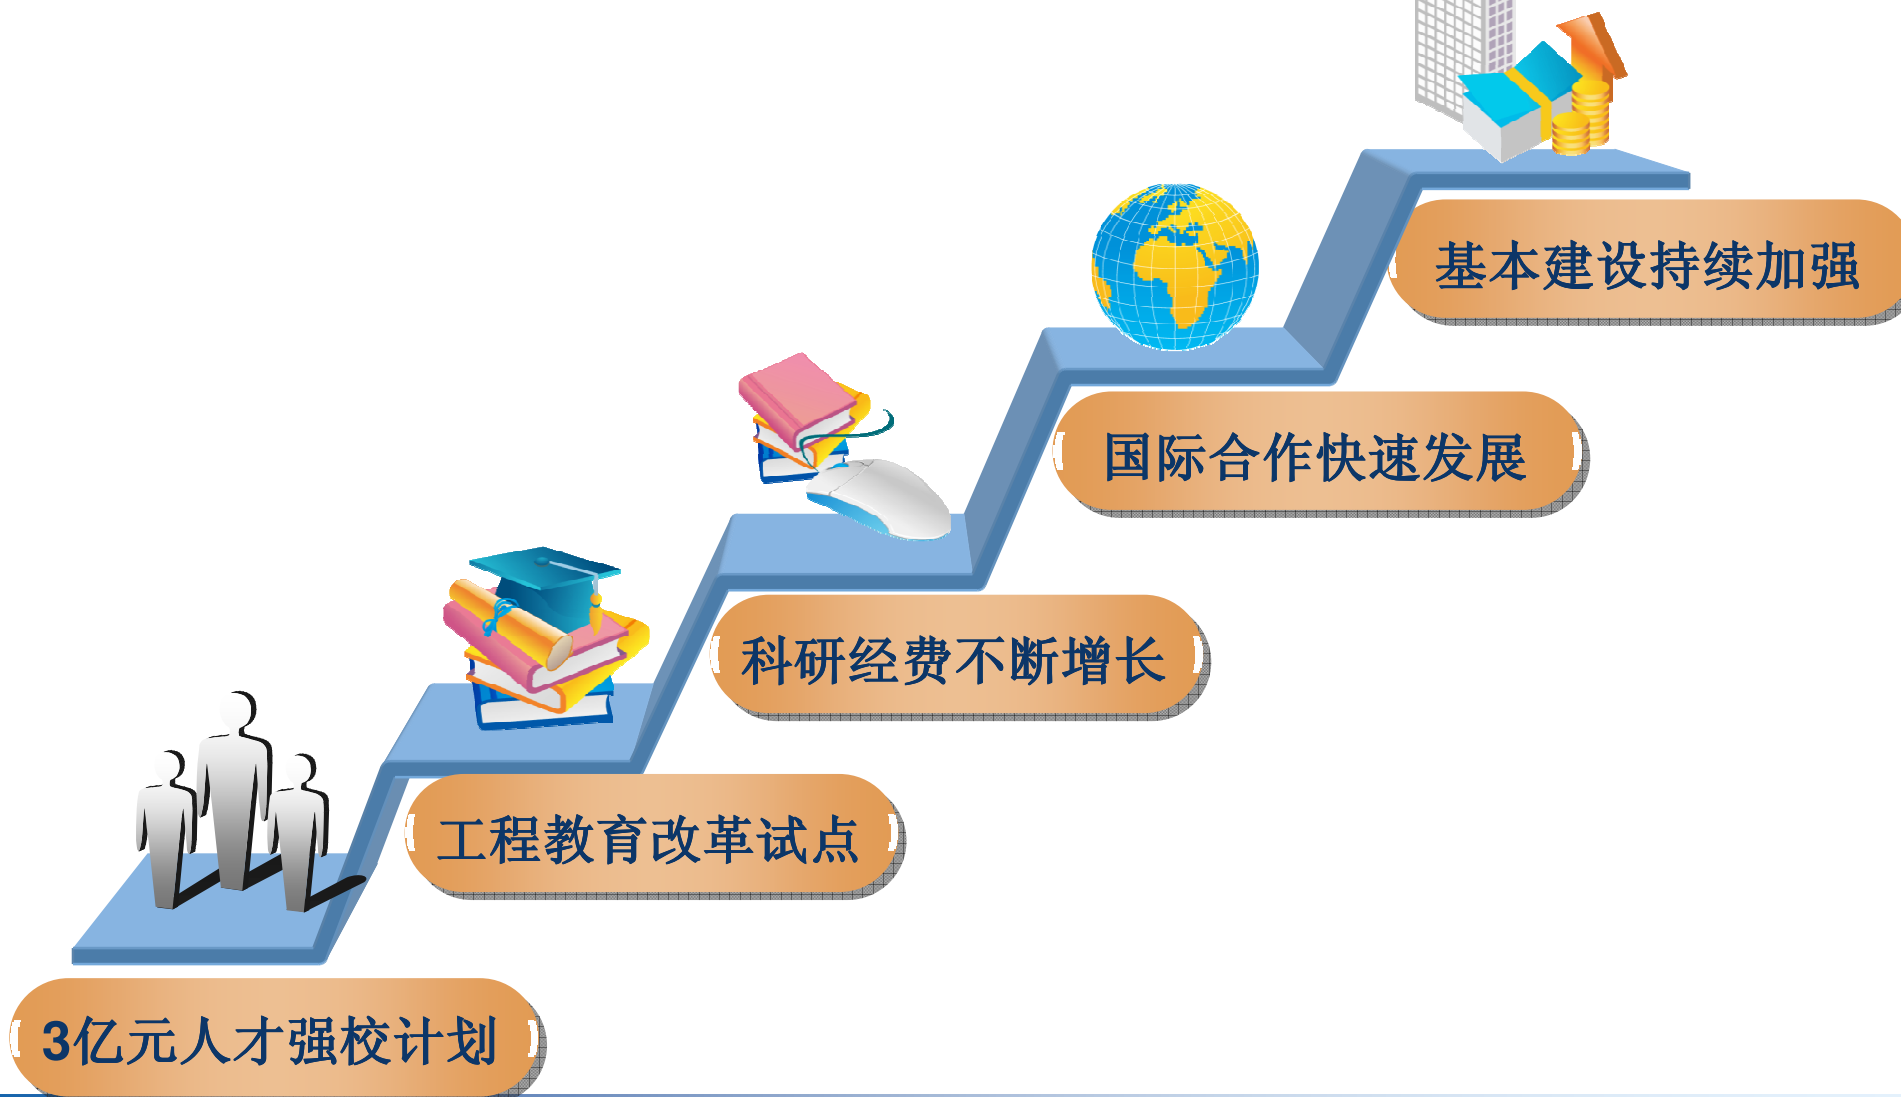 基本建设持续加强
国际合作快速发展
科研经费不断增长
工程教育改革试点
3亿元人才强校计划